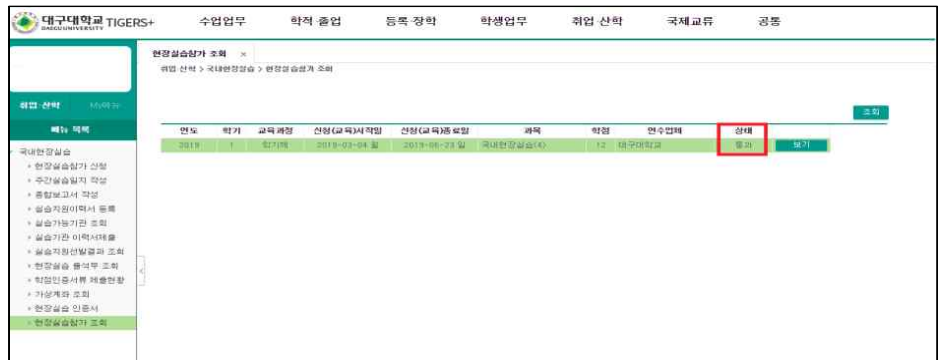 대구대학교 TIGERS+ 수업업무 학적·졸업 등록·장학 학생업무 취업·산학 국제교류 공통
DAEGU UNIVERSITY
현장실습참가 조회 ×
취업·산학 > 국내현장실습 > 현장실습참가 조회
취업·산학 My메뉴
조회
메뉴 목록
연도 학기 교육과정 신청(교육)시작일 신청(교육)종료일 과목 학점 연수업체 상태
2019 1 학기제 2019-03-04 월 2019-06-23 일 국내현장실습(4) 12 대구대학교 통과 보기
국내현장실습
현장실습참가 신청
주간실습일지 작성
종합보고서 작성
실습지원이력서 등록
실습가능기관 조회
실습기관 이력서제출
실습지원선발결과 조회
현장실습 출석부 조회
학점인증서류 제출현황
가상계좌 조회
현장실습 인증서
현장실습참가 조회